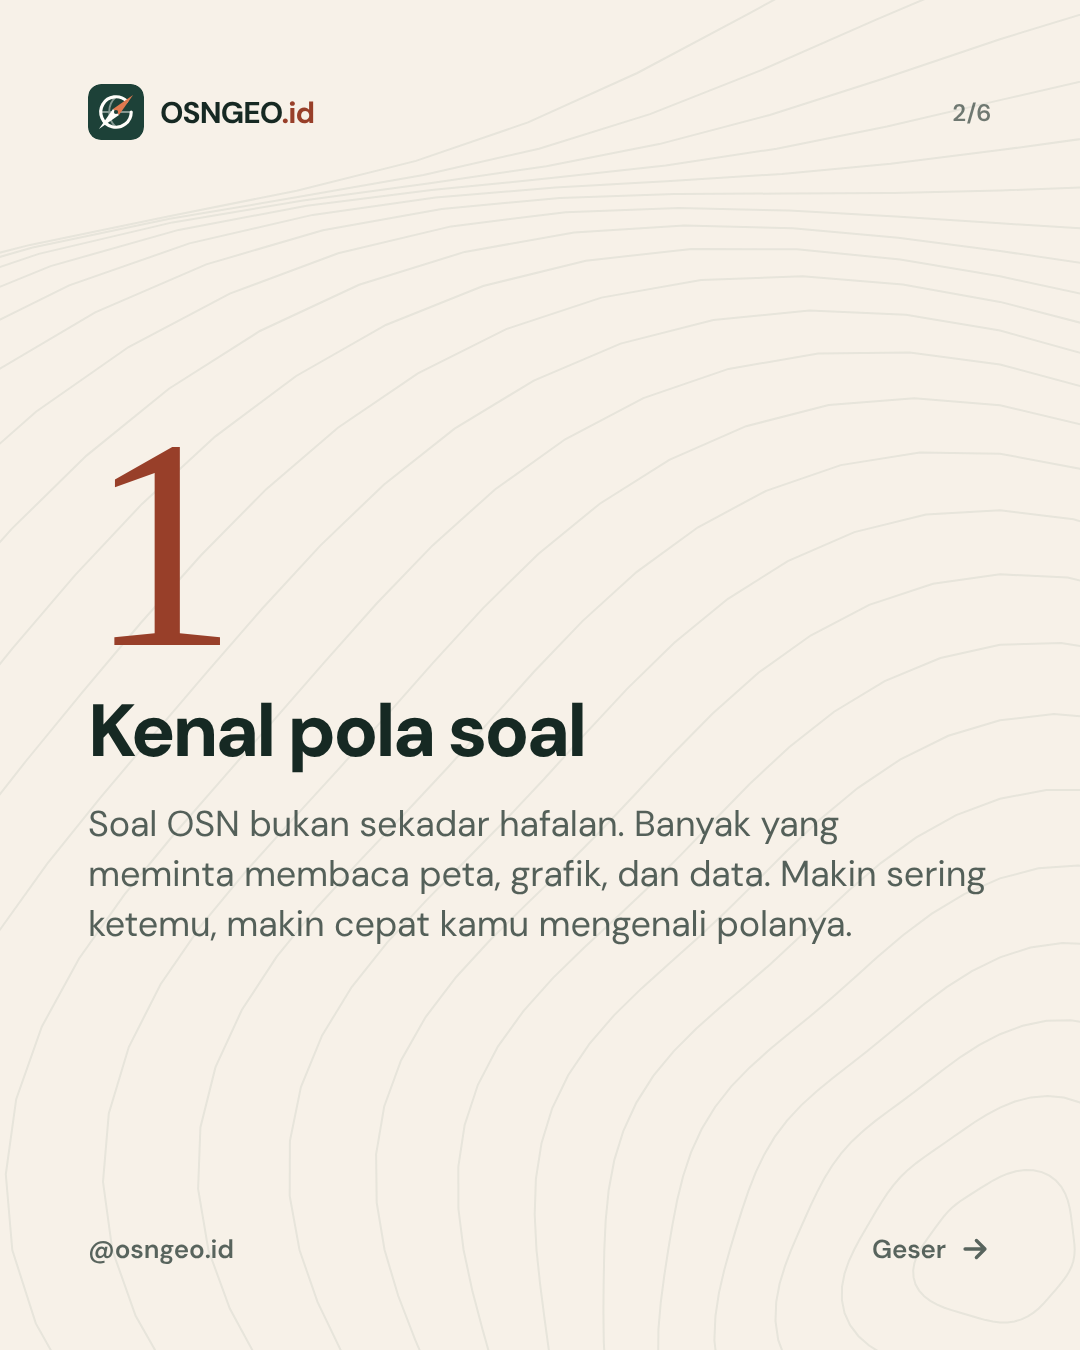 OSNGEO.id
2/6
1
Kenal pola soal
Soal OSN bukan sekadar hafalan. Banyak yang
meminta membaca peta, grafik, dan data. Makin sering
ketemu, makin cepat kamu mengenali polanya.
@osngeo.id
Geser →